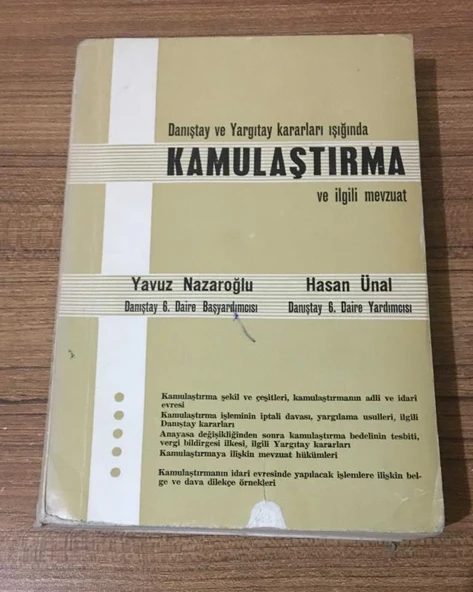 Danıştay ve Yargıtay kararları ışığında
KAMULAŞTIRMA
ve ilgili mevzuat
Yavuz Nazaroğlu
Danıştay 6. Daire Başyardımcısı
Hasan Ünal
Danıştay 6. Daire Yardımcısı
Kamulaştırma şekil ve çeşitleri, kamulaştırmanın adli ve idari
evresi
Kamulaştırma işleminin iptali davası, yargılama usulleri, ilgili
Danıştay kararları
Anayasa değişikliğinden sonra kamulaştırma bedelinin tesbiti,
vergi bildirgesi ilkesi, ilgili Yargıtay kararları
Kamulaştırmaya ilişkin mevzuat hükümleri
Kamulaştırmanın idari evresinde yapılacak işlemlere ilişkin bel-
ge ve dava dilekçe örnekleri